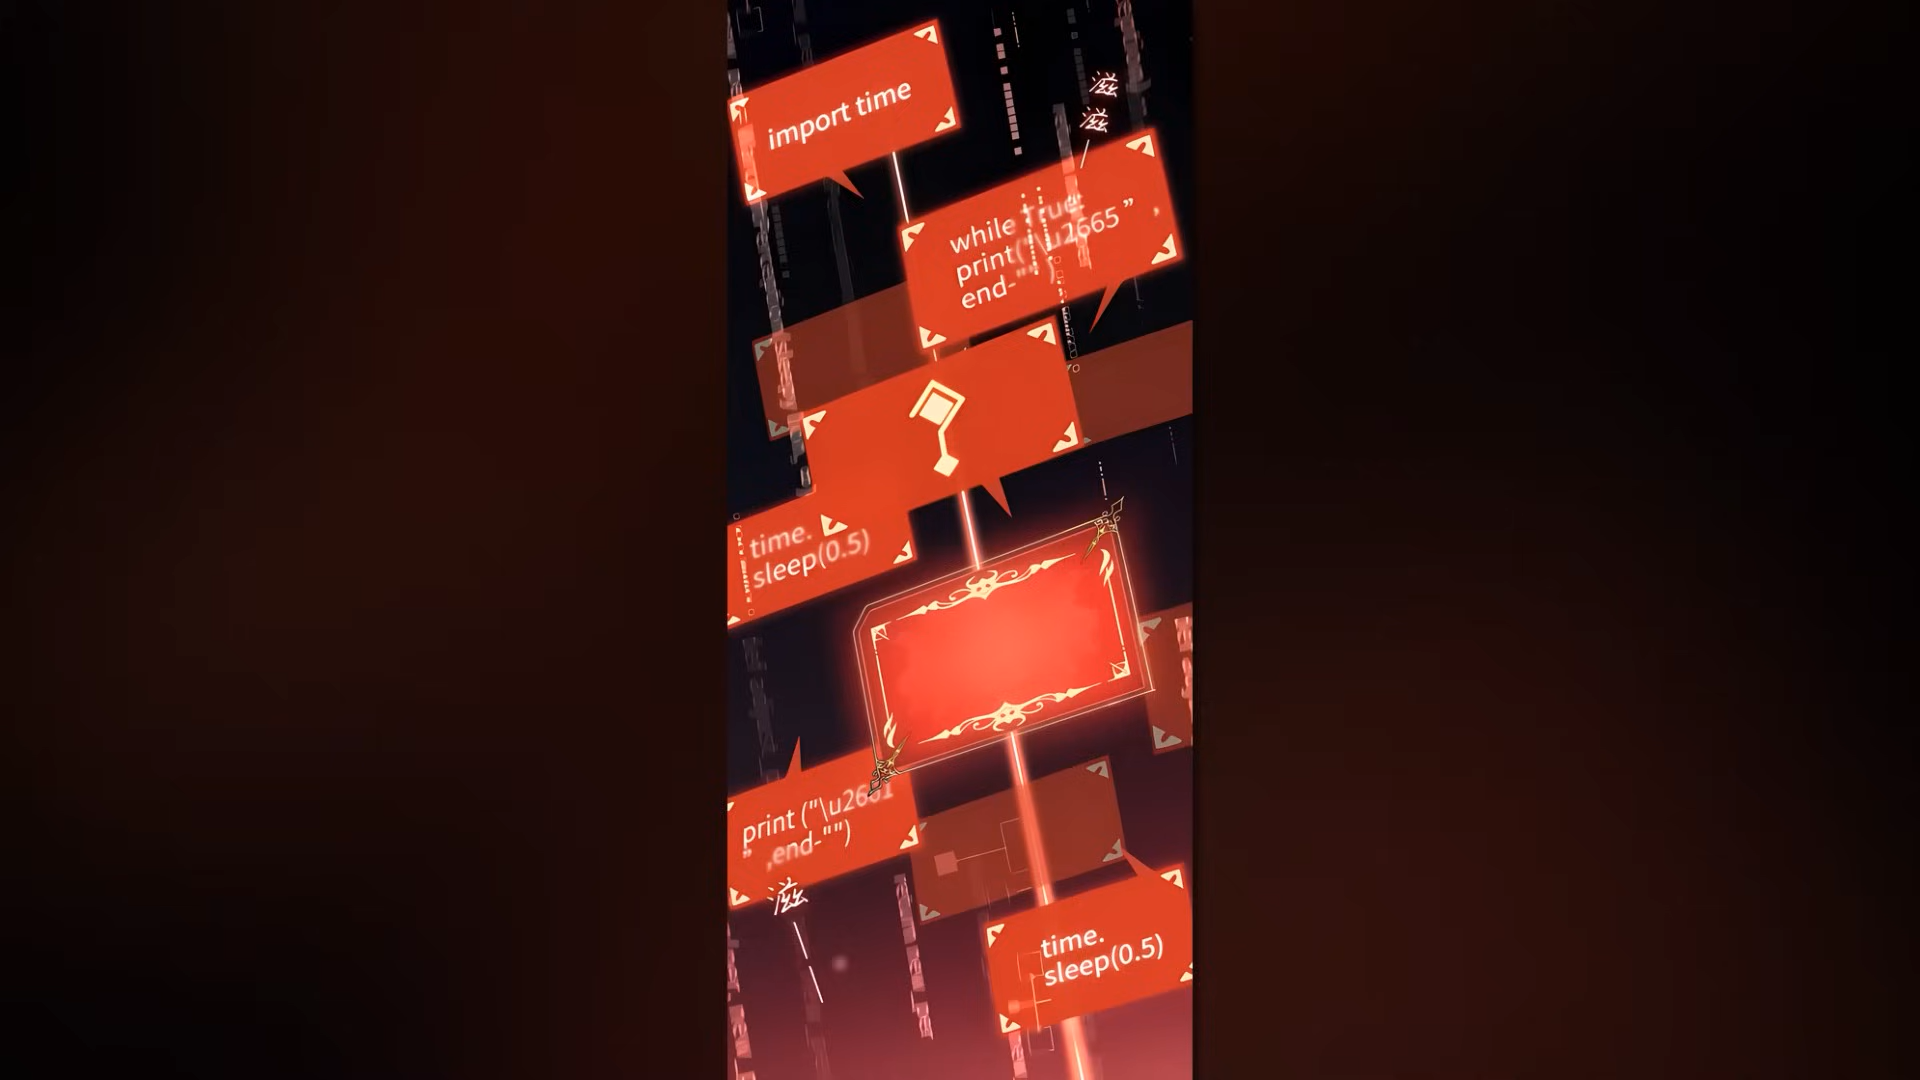 import time
滋
滋
while True:
print("\u2665”,
end-"" )
time.
sleep(0.5)
print ("\u2661
” ,end-"")
滋
time.
sleep(0.5)